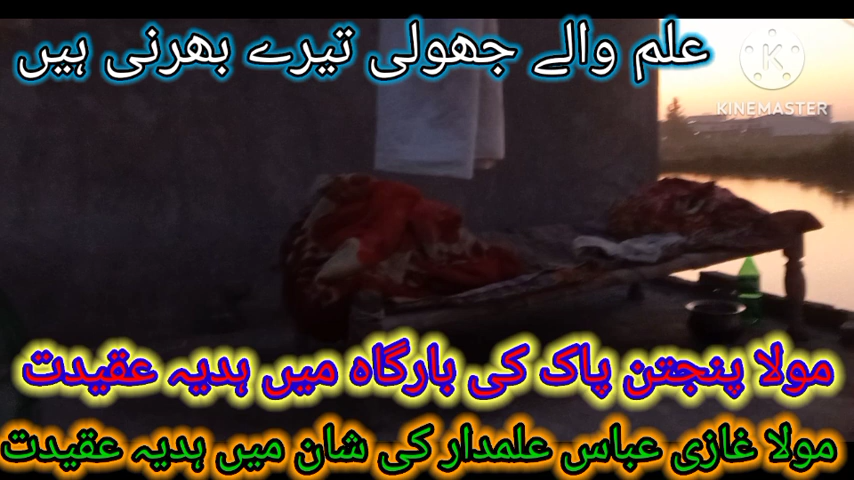 علم والے جھولی تیرے بھرنی ہیں
KINEMASTER
مولا پنجتن پاک کی بارگاہ میں ہدیہ عقیدت
مولا غازی عباس علمدار کی شان میں ہدیہ عقیدت